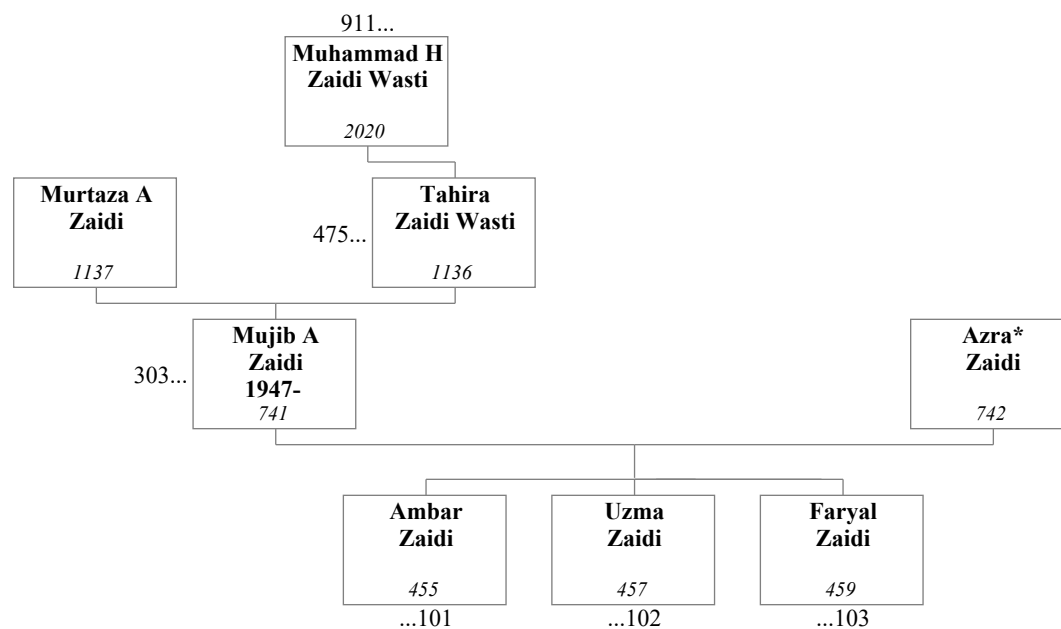 911...
Muhammad H
Zaidi Wasti
2020
Murtaza A
Zaidi
1137
475...
Tahira
Zaidi Wasti
1136
303...
Mujib A
Zaidi
1947-
741
Azra*
Zaidi
742
Ambar
Zaidi
455
...101
Uzma
Zaidi
457
...102
Faryal
Zaidi
459
...103